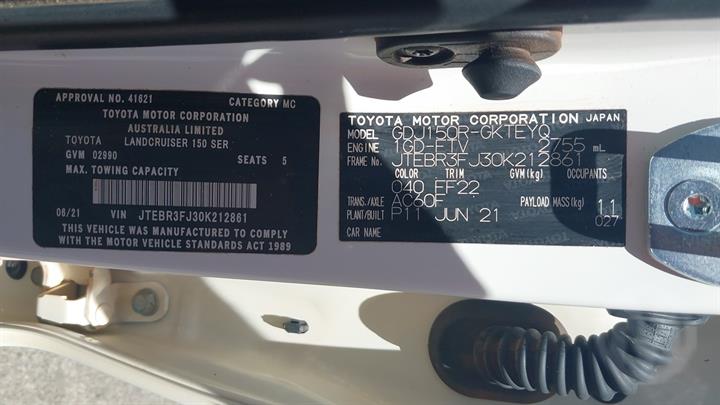 APPROVAL NO. 41621 CATEGORY MC
TOYOTA MOTOR CORPORATION
AUSTRALIA LIMITED
TOYOTA LANDCRUISER 150 SER
GVM 02990 SEATS 5
MAX. TOWING CAPACITY
06/21 VIN JTEBR3FJ30K212861
THIS VEHICLE WAS MANUFACTURED TO COMPLY
WITH THE MOTOR VEHICLE STANDARDS ACT 1989
TOYOTA MOTOR CORPORATION JAPAN
MODEL GDJ150R-GKTEYQ
ENGINE 1GD-FTV 2755 mL
FRAME No. JTEBR3FJ30K212861
COLOR TRIM GVM(kg) OCCUPANTS
040 EF22
TRANS/AXLE AC60F PAYLOAD MASS(kg) 11
PLANT/BUILT P11 JUN 21 027
CAR NAME